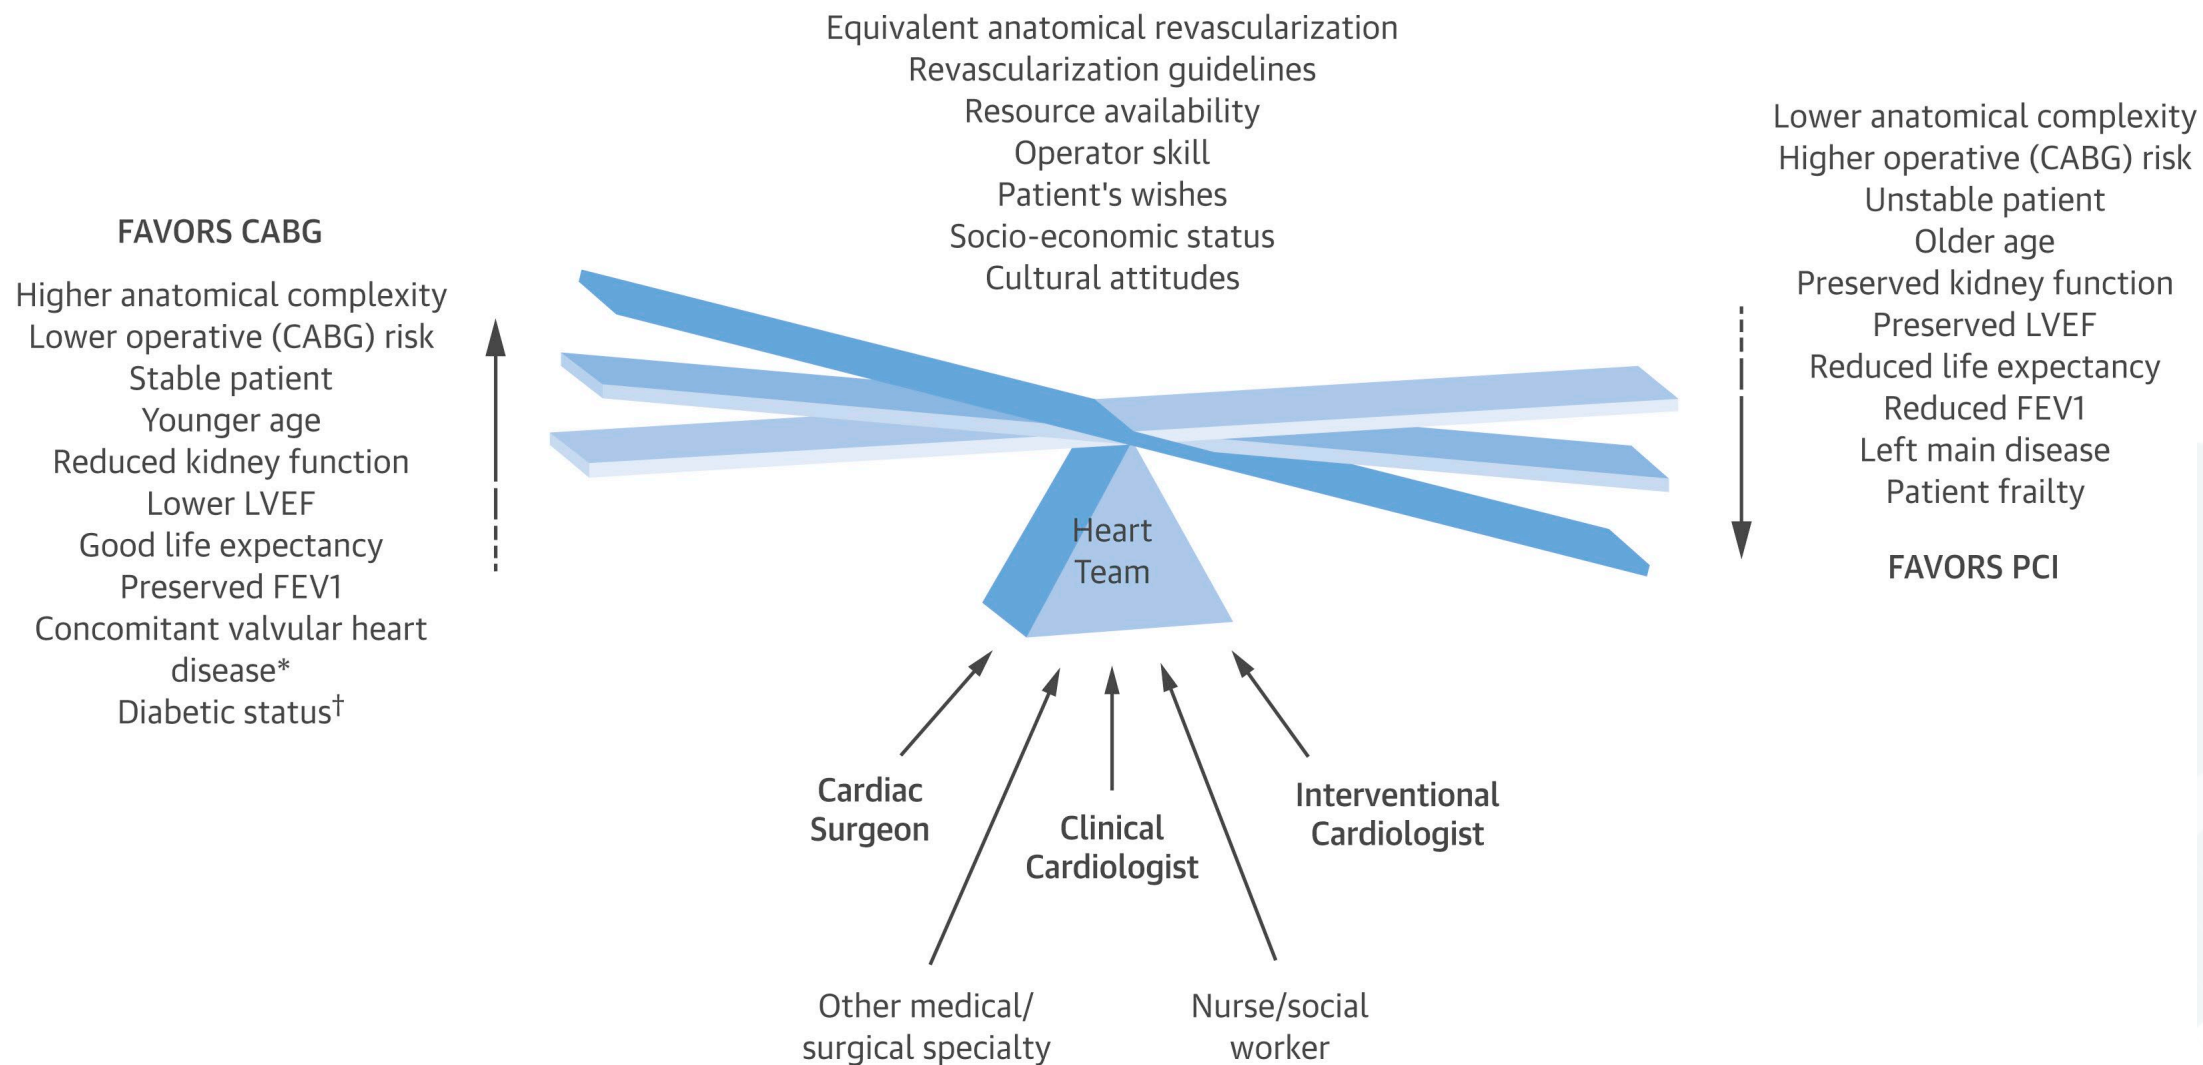 Equivalent anatomical revascularization
Revascularization guidelines
Resource availability
Operator skill
Patient's wishes
Socio-economic status
Cultural attitudes
FAVORS CABG
Higher anatomical complexity
Lower operative (CABG) risk
Stable patient
Younger age
Reduced kidney function
Lower LVEF
Good life expectancy
Preserved FEV1
Concomitant valvular heart
disease*
Diabetic status†
Lower anatomical complexity
Higher operative (CABG) risk
Unstable patient
Older age
Preserved kidney function
Preserved LVEF
Reduced life expectancy
Reduced FEV1
Left main disease
Patient frailty
FAVORS PCI
Heart
Team
Cardiac
Surgeon
Clinical
Cardiologist
Interventional
Cardiologist
Other medical/
surgical specialty
Nurse/social
worker